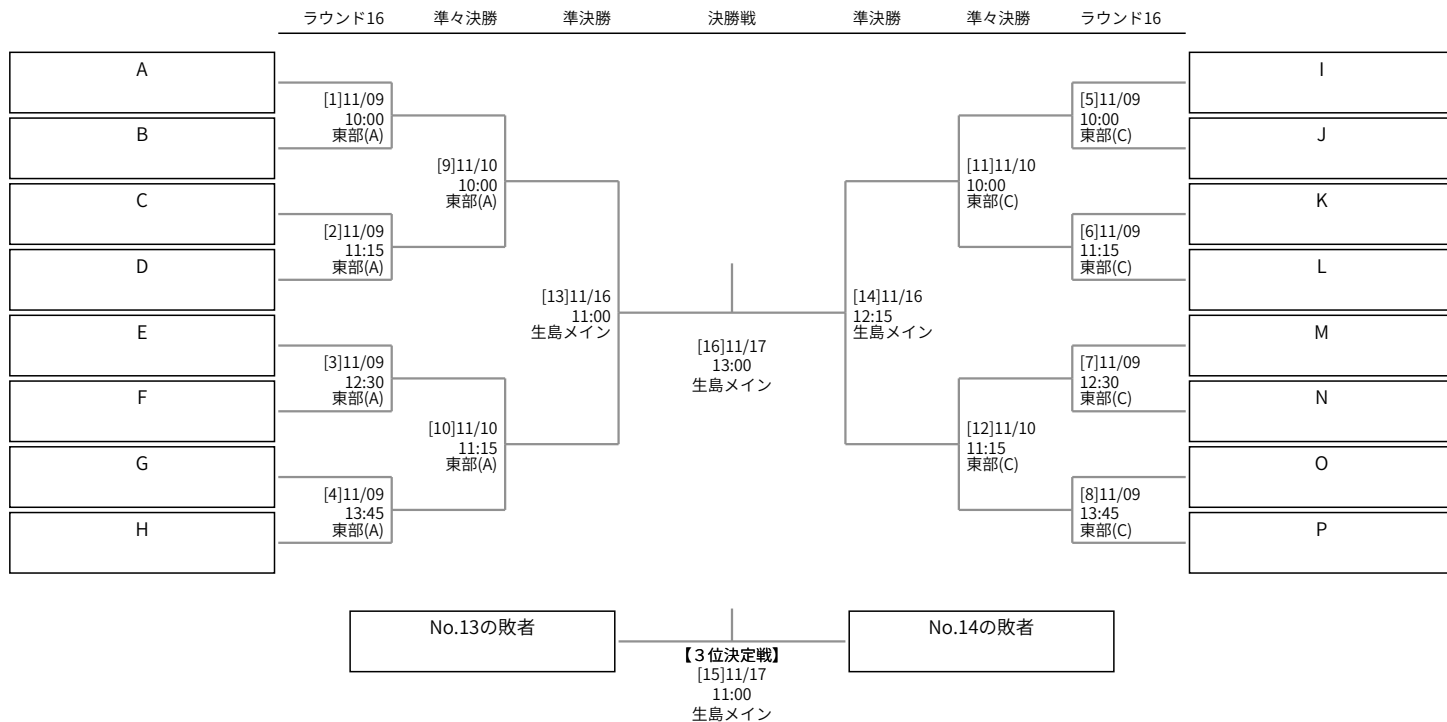 ラウンド16
準々決勝
準決勝
決勝戦
準決勝
準々決勝
ラウンド16
A
B
C
D
E
F
G
H
[1]11/09
10:00
東部(A)
[2]11/09
11:15
東部(A)
[3]11/09
12:30
東部(A)
[4]11/09
13:45
東部(A)
[9]11/10
10:00
東部(A)
[10]11/10
11:15
東部(A)
[13]11/16
11:00
生島メイン
[16]11/17
13:00
生島メイン
[14]11/16
12:15
生島メイン
[11]11/10
10:00
東部(C)
[12]11/10
11:15
東部(C)
[5]11/09
10:00
東部(C)
[6]11/09
11:15
東部(C)
[7]11/09
12:30
東部(C)
[8]11/09
13:45
東部(C)
I
J
K
L
M
N
O
P
No.13の敗者
【３位決定戦】
[15]11/17
11:00
生島メイン
No.14の敗者